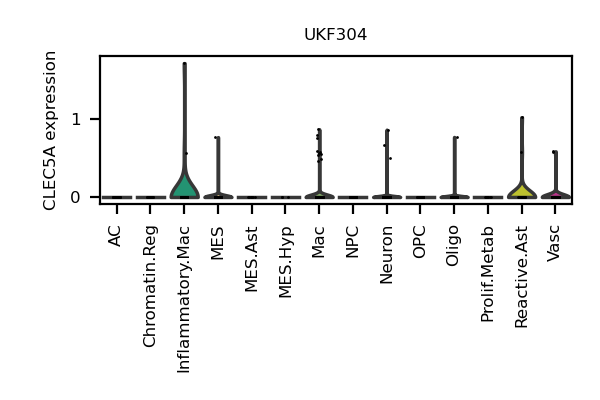 UKF304
CLEC5A expression
1
0
AC
Chromatin.Reg
Inflammatory.Mac
MES
MES.Ast
MES.Hyp
Mac
NPC
Neuron
OPC
Oligo
Prolif.Metab
Reactive.Ast
Vasc